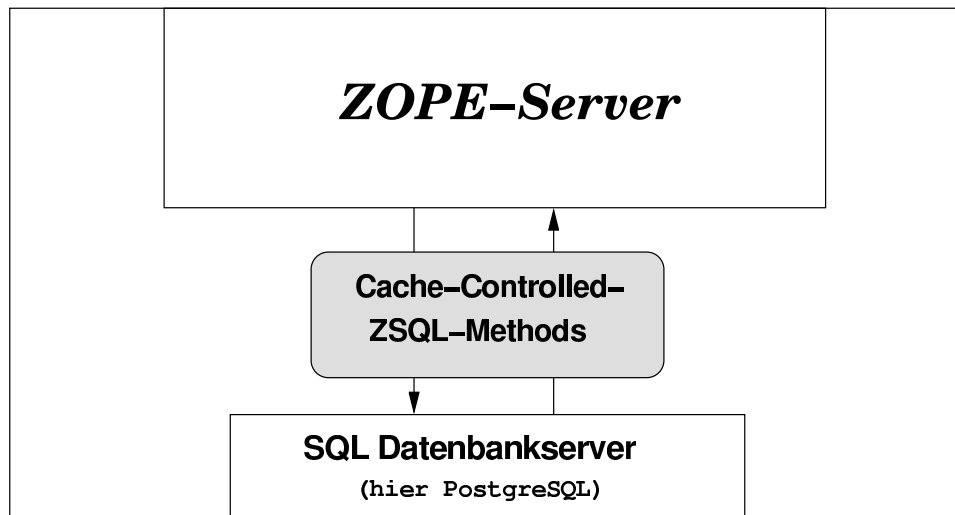 ZOPE–Server
Cache–Controlled–
ZSQL–Methods
SQL Datenbankserver
(hier PostgreSQL)